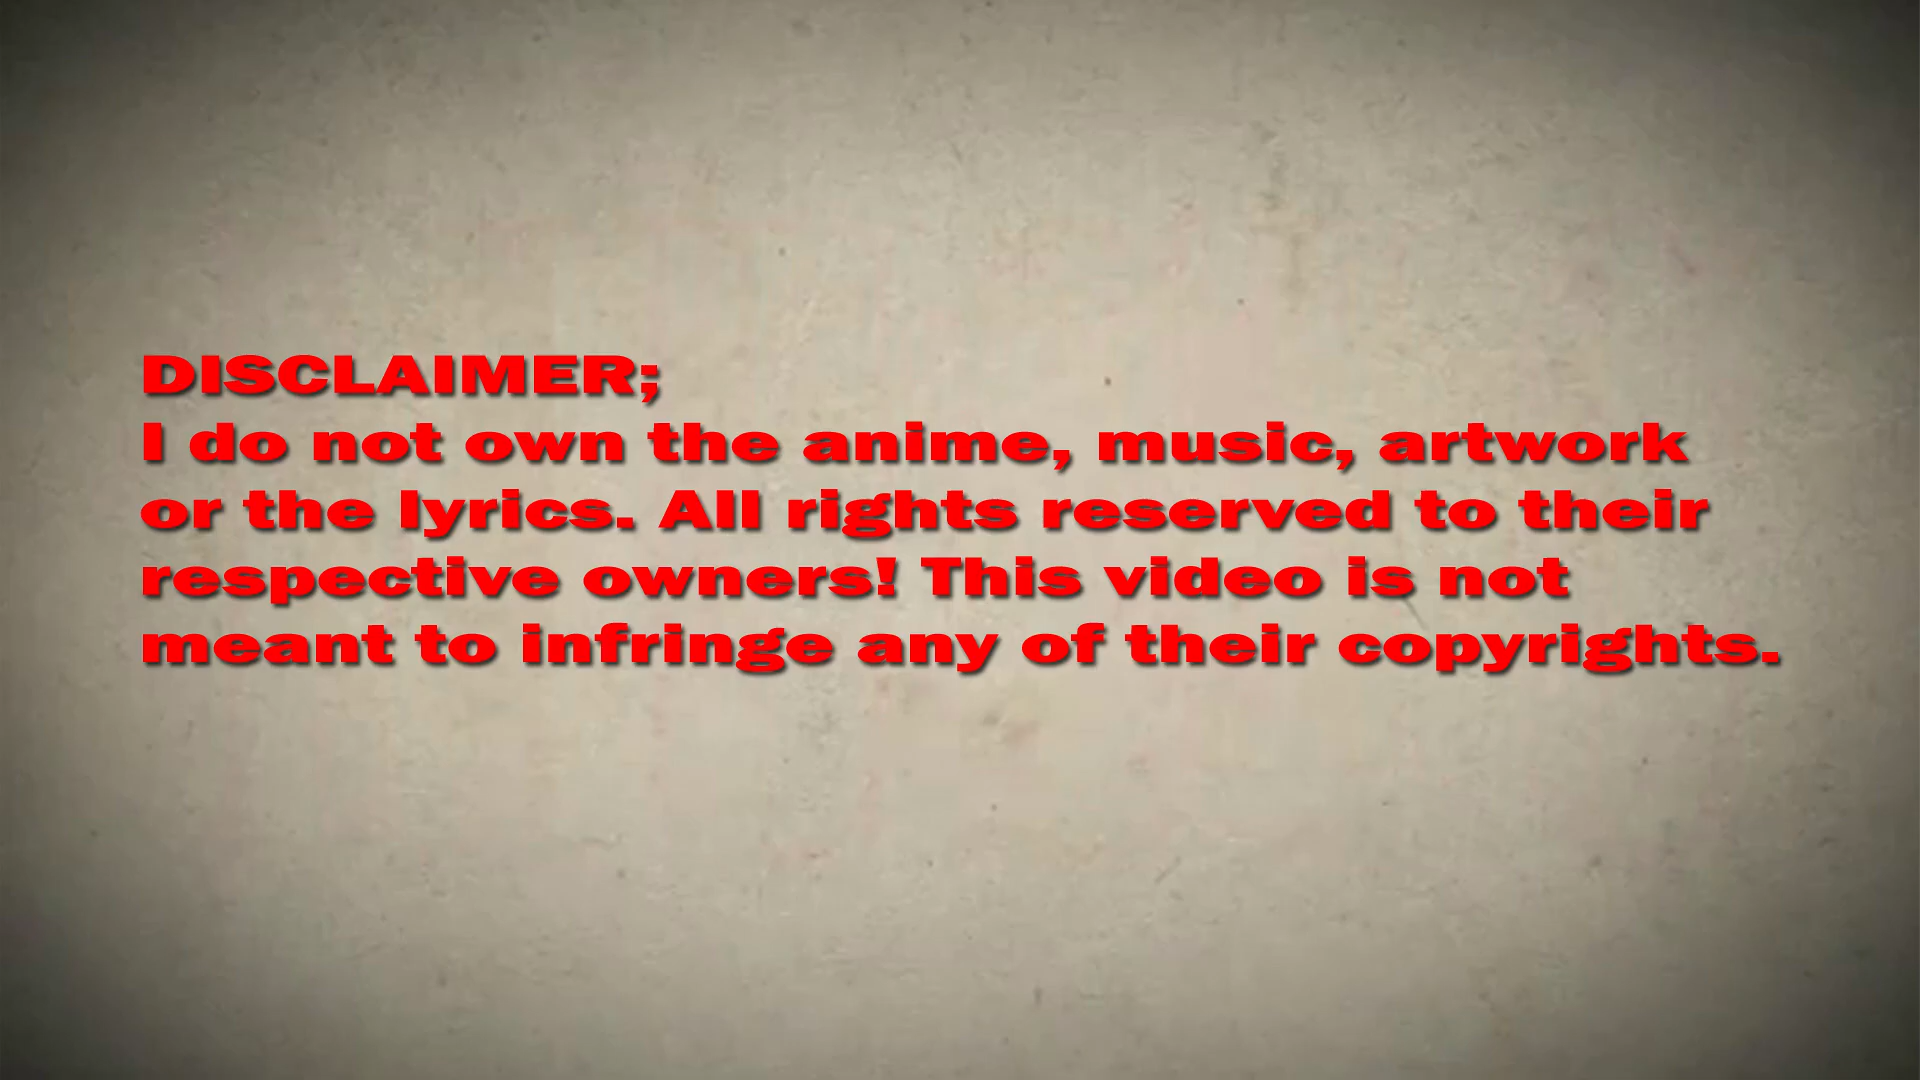 DISCLAIMER;
I do not own the anime, music, artwork
or the lyrics. All rights reserved to their
respective owners! This video is not
meant to infringe any of their copyrights.